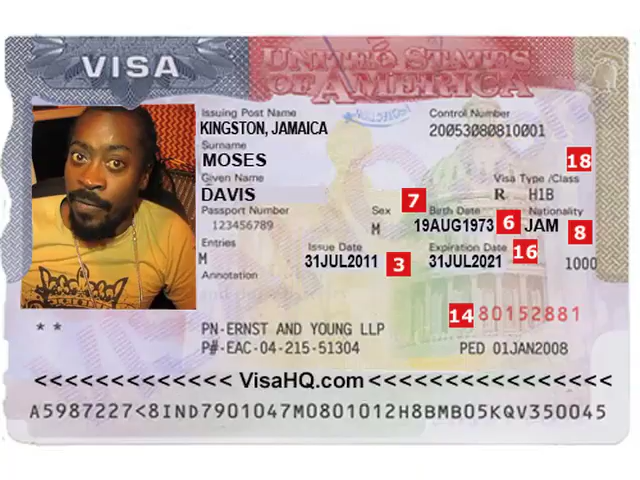 VISA
UNITED STATES
OF AMERICA
Issuing Post Name
KINGSTON, JAMAICA
Control Number
20053080810001
Surname
MOSES
18
Given Name
DAVIS
Visa Type /Class
R H1B
Passport Number
123456789
Sex
M
7
Birth Date
19AUG1973
6
Nationality
JAM
8
Entries
M
Issue Date
31JUL2011
3
Expiration Date
31JUL2021
16
1000
Annotation
14
80152881
* *
PN-ERNST AND YOUNG LLP
P#-EAC-04-215-51304
PED 01JAN2008
<<<<<<<<<<<<< VisaHQ.com <<<<<<<<<<<<<<<<
A5987227<8IND7901047M0801012H8BMB05KQV350045